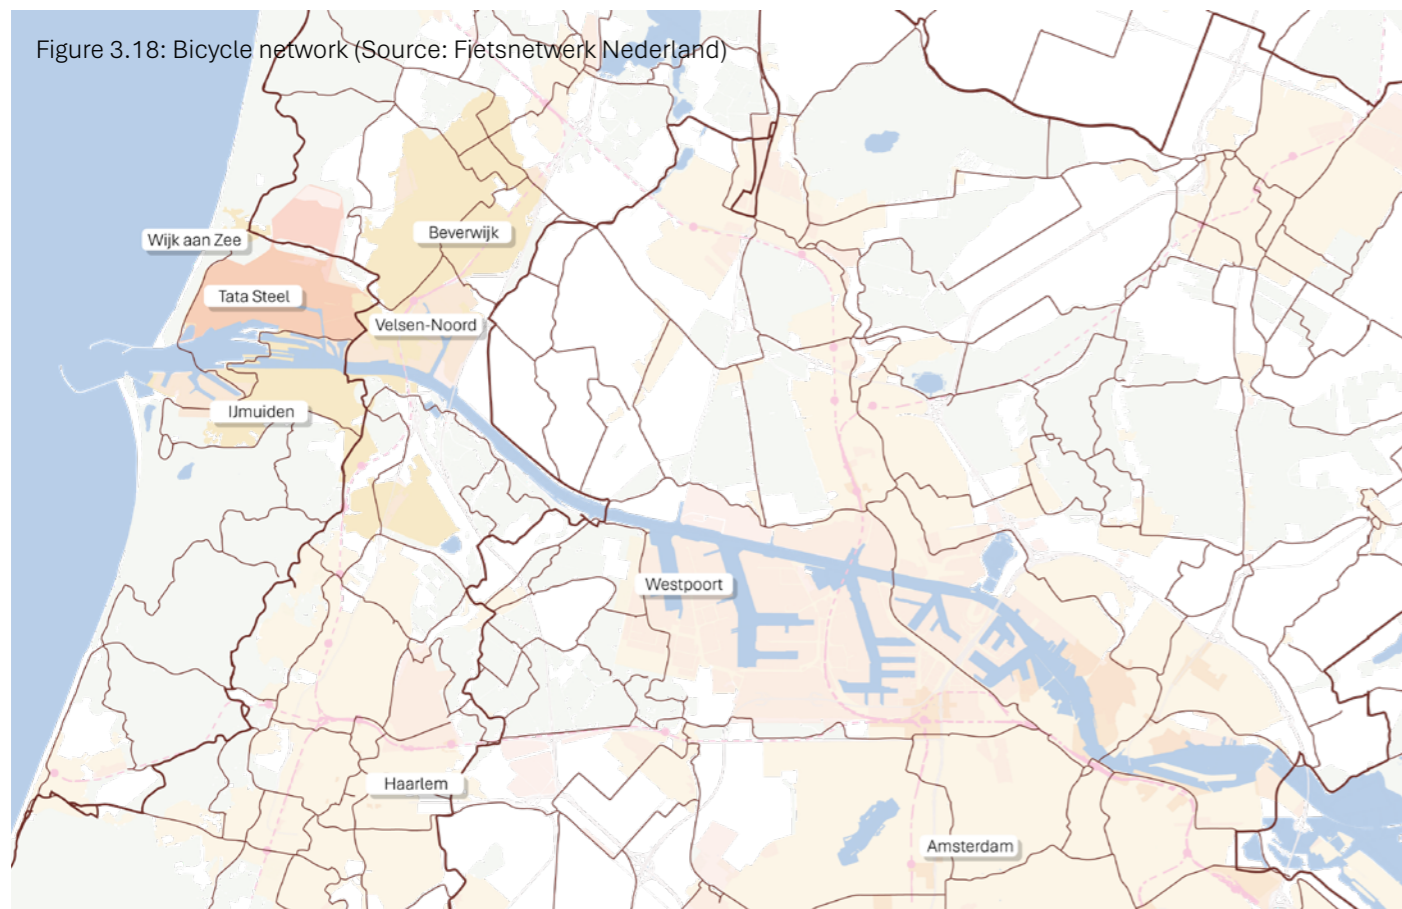 Figure 3.18: Bicycle network (Source: Fietsnetwerk Nederland)
Wijk aan Zee
Beverwijk
Tata Steel
Velsen-Noord
IJmuiden
Westpoort
Haarlem
Amsterdam